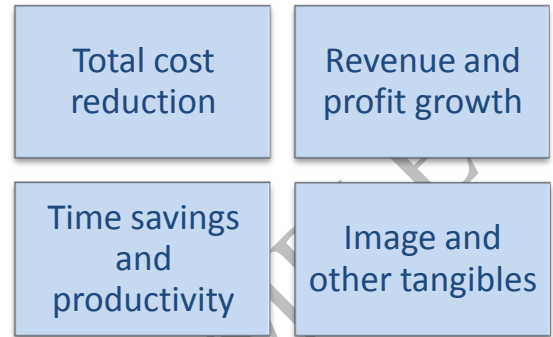 Total cost
reduction
Revenue and
profit growth
Time savings
and
productivity
Image and
other tangibles